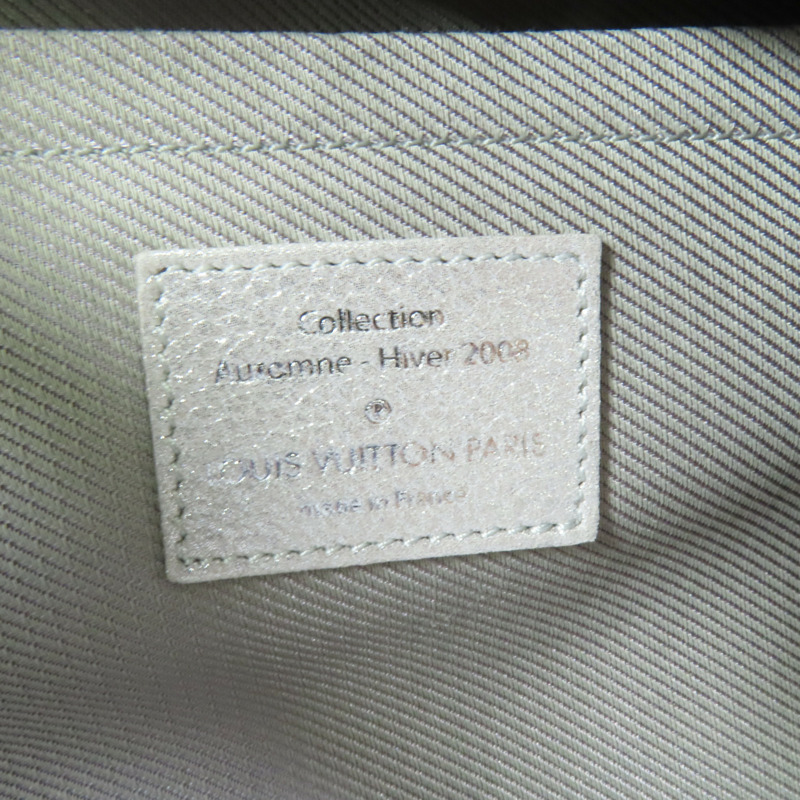 Collection
Automne - Hiver 2008
®
LOUIS VUITTON PARIS
made in France